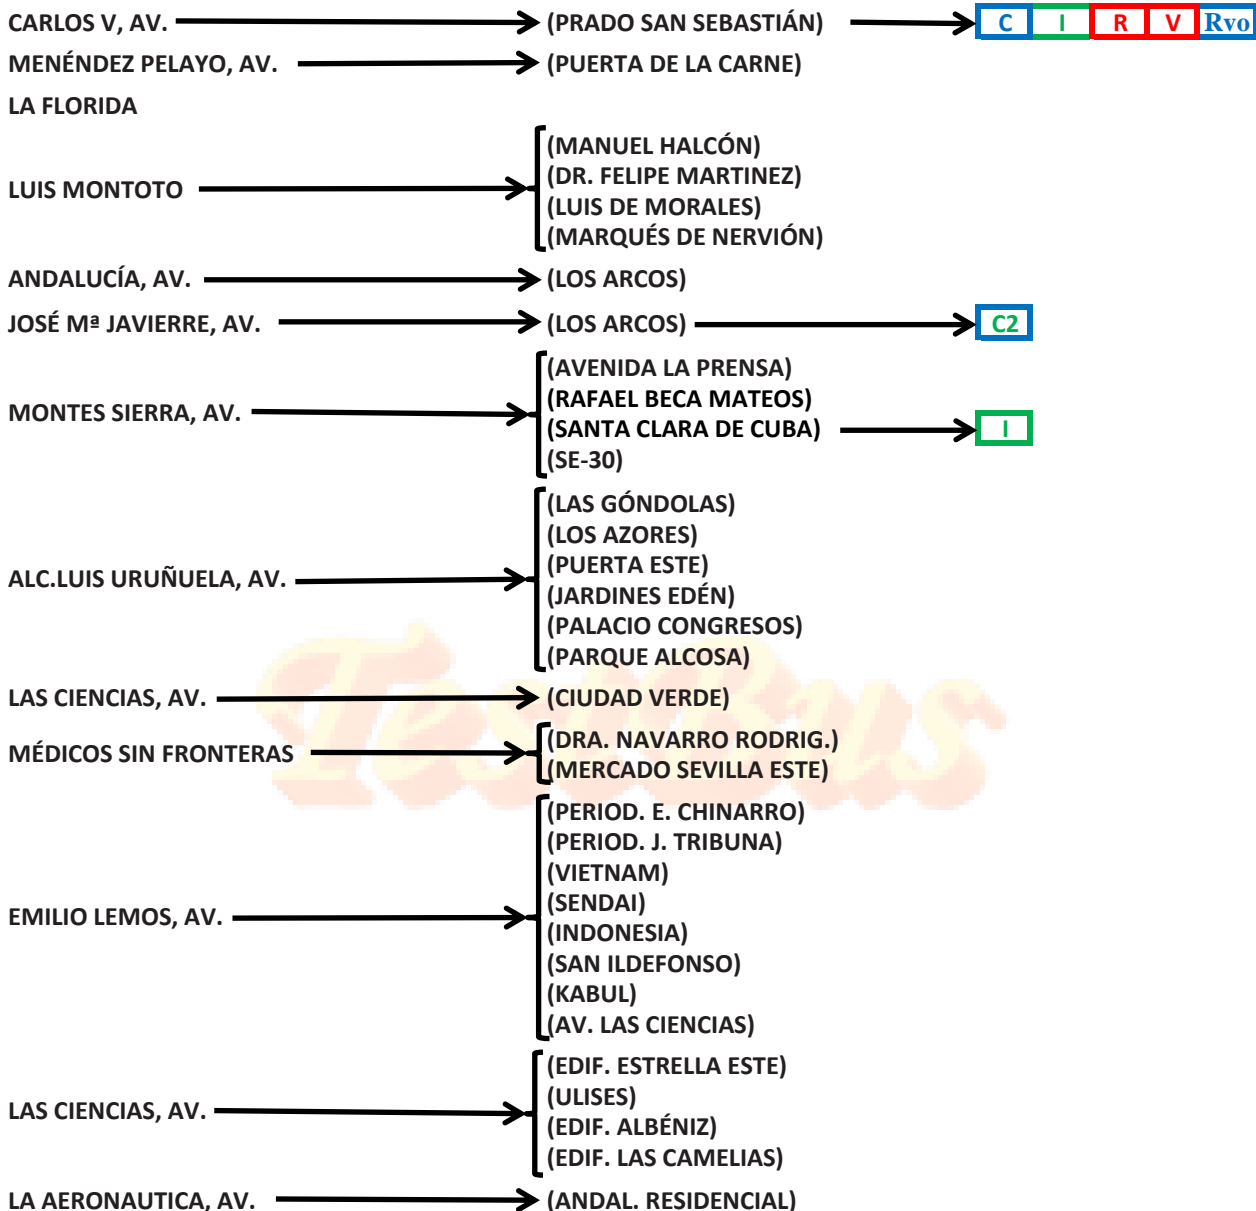 CARLOS V, AV. (PRADO SAN SEBASTIÁN) C I R V Rvo
MENÉNDEZ PELAYO, AV. (PUERTA DE LA CARNE)
LA FLORIDA
LUIS MONTOTO
(MANUEL HALCÓN)
(DR. FELIPE MARTINEZ)
(LUIS DE MORALES)
(MARQUÉS DE NERVIÓN)
ANDALUCÍA, AV. (LOS ARCOS)
JOSÉ Mª JAVIERRE, AV. (LOS ARCOS) C2
MONTES SIERRA, AV.
(AVENIDA LA PRENSA)
(RAFAEL BECA MATEOS)
(SANTA CLARA DE CUBA) I
(SE-30)
ALC.LUIS URUÑUELA, AV.
(LAS GÓNDOLAS)
(LOS AZORES)
(PUERTA ESTE)
(JARDINES EDÉN)
(PALACIO CONGRESOS)
(PARQUE ALCOSA)
LAS CIENCIAS, AV. (CIUDAD VERDE)
MÉDICOS SIN FRONTERAS
(DRA. NAVARRO RODRIG.)
(MERCADO SEVILLA ESTE)
EMILIO LEMOS, AV.
(PERIOD. E. CHINARRO)
(PERIOD. J. TRIBUNA)
(VIETNAM)
(SENDAI)
(INDONESIA)
(SAN ILDEFONSO)
(KABUL)
(AV. LAS CIENCIAS)
LAS CIENCIAS, AV.
(EDIF. ESTRELLA ESTE)
(ULISES)
(EDIF. ALBÉNIZ)
(EDIF. LAS CAMELIAS)
LA AERONAUTICA, AV. (ANDAL. RESIDENCIAL)
TestBus